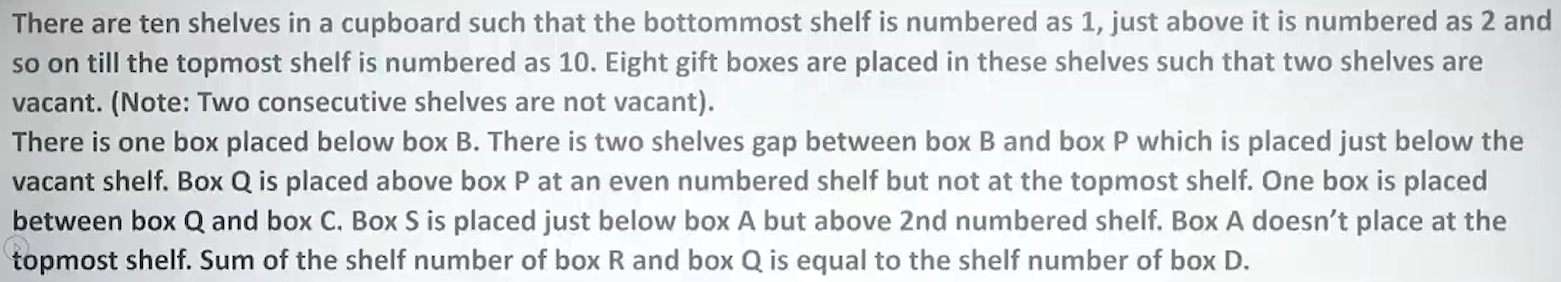 There are ten shelves in a cupboard such that the bottommost shelf is numbered as 1, just above it is numbered as 2 and
so on till the topmost shelf is numbered as 10. Eight gift boxes are placed in these shelves such that two shelves are
vacant. (Note: Two consecutive shelves are not vacant).
There is one box placed below box B. There is two shelves gap between box B and box P which is placed just below the
vacant shelf. Box Q is placed above box P at an even numbered shelf but not at the topmost shelf. One box is placed
between box Q and box C. Box S is placed just below box A but above 2nd numbered shelf. Box A doesn't place at the
topmost shelf. Sum of the shelf number of box R and box Q is equal to the shelf number of box D.